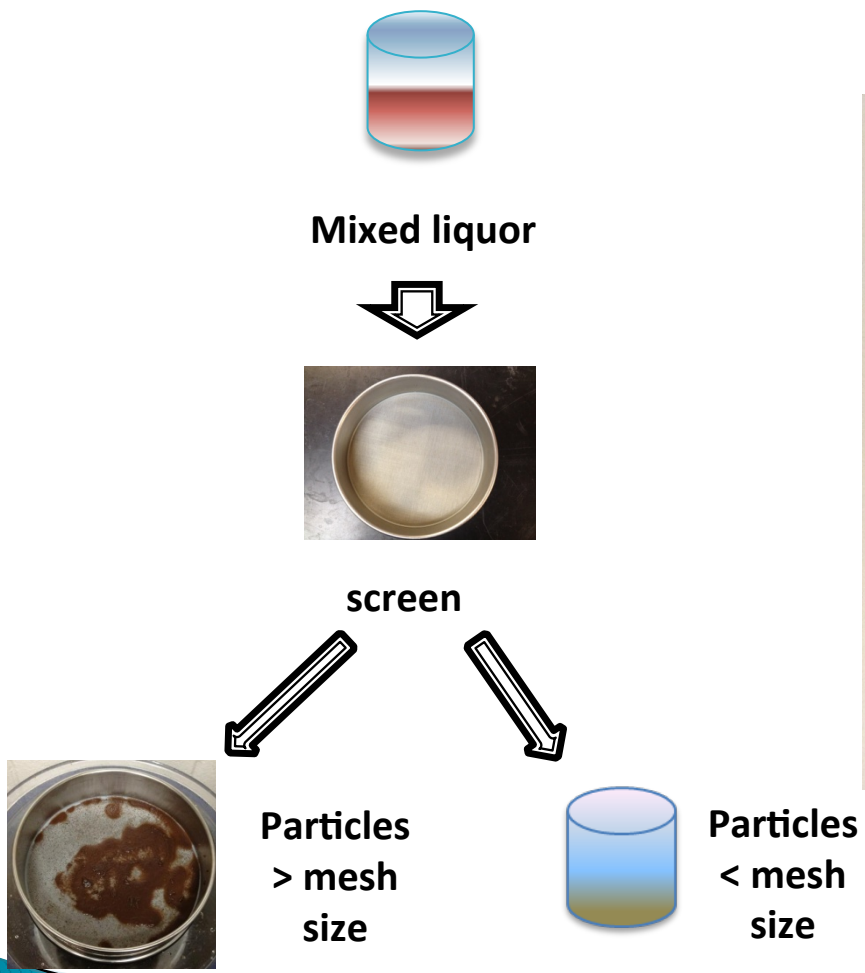 Mixed liquor
screen
Particles
> mesh
size
Particles
< mesh
size